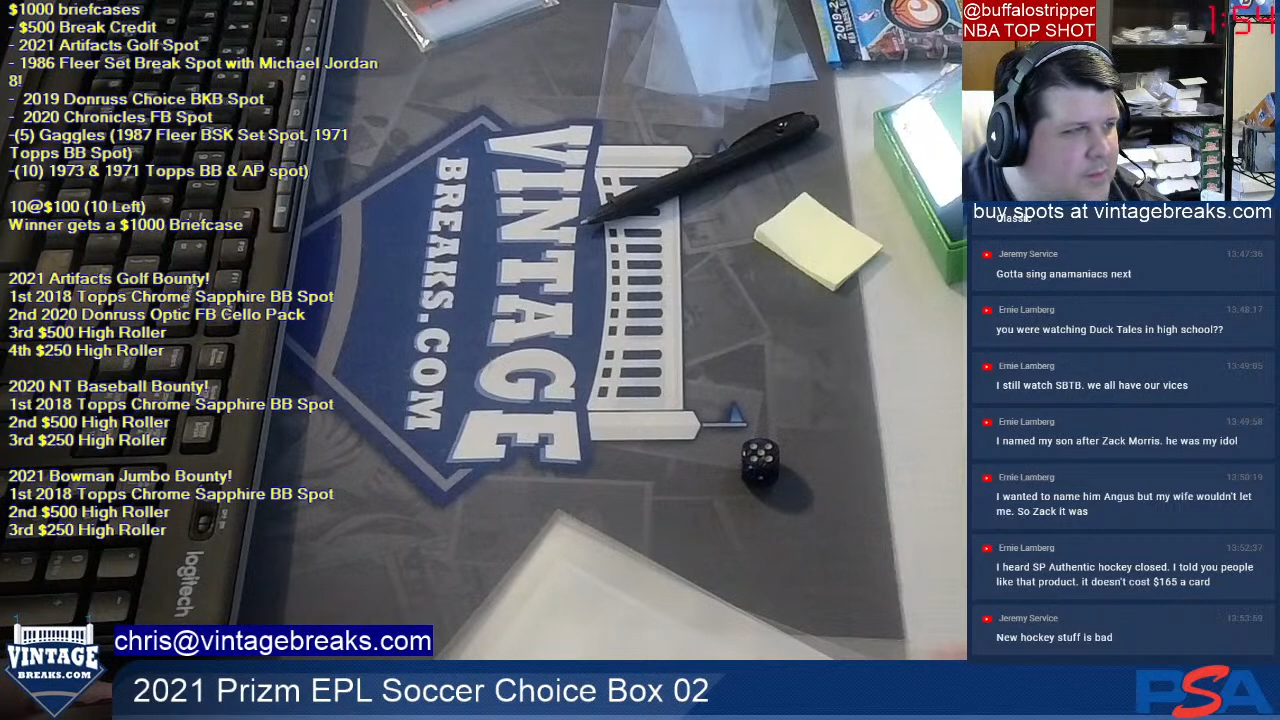 $1000 briefcases
- $500 Break Credit
- 2021 Artifacts Golf Spot
- 1986 Fleer Set Break Spot with Michael Jordan
8!
- 2019 Donruss Choice BKB Spot
- 2020 Chronicles FB Spot
-(5) Gaggles (1987 Fleer BSK Set Spot, 1971
Topps BB Spot)
-(10) 1973 & 1971 Topps BB & AP spot)
10@$100 (10 Left)
Winner gets a $1000 Briefcase
2021 Artifacts Golf Bounty!
1st 2018 Topps Chrome Sapphire BB Spot
2nd 2020 Donruss Optic FB Cello Pack
3rd $500 High Roller
4th $250 High Roller
2020 NT Baseball Bounty!
1st 2018 Topps Chrome Sapphire BB Spot
2nd $500 High Roller
3rd $250 High Roller
2021 Bowman Jumbo Bounty!
1st 2018 Topps Chrome Sapphire BB Spot
2nd $500 High Roller
3rd $250 High Roller
logitech
VINTAGE
BREAKS.COM
2019-2
@buffalostripper
NBA TOP SHOT
1:54
buy spots at vintagebreaks.com
classic
Jeremy Service 13:47:36
Gotta sing anamaniacs next
Ernie Lamberg 13:48:17
you were watching Duck Tales in high school??
Ernie Lamberg 13:49:05
I still watch SBTB. we all have our vices
Ernie Lamberg 13:49:58
I named my son after Zack Morris. he was my idol
Ernie Lamberg 13:50:19
I wanted to name him Angus but my wife wouldn't let
me. So Zack it was
Ernie Lamberg 13:52:37
I heard SP Authentic hockey closed. I told you people
like that product. it doesn't cost $165 a card
Jeremy Service 13:53:59
New hockey stuff is bad
VINTAGE
BREAKS.COM
chris@vintagebreaks.com
2021 Prizm EPL Soccer Choice Box 02
PSA